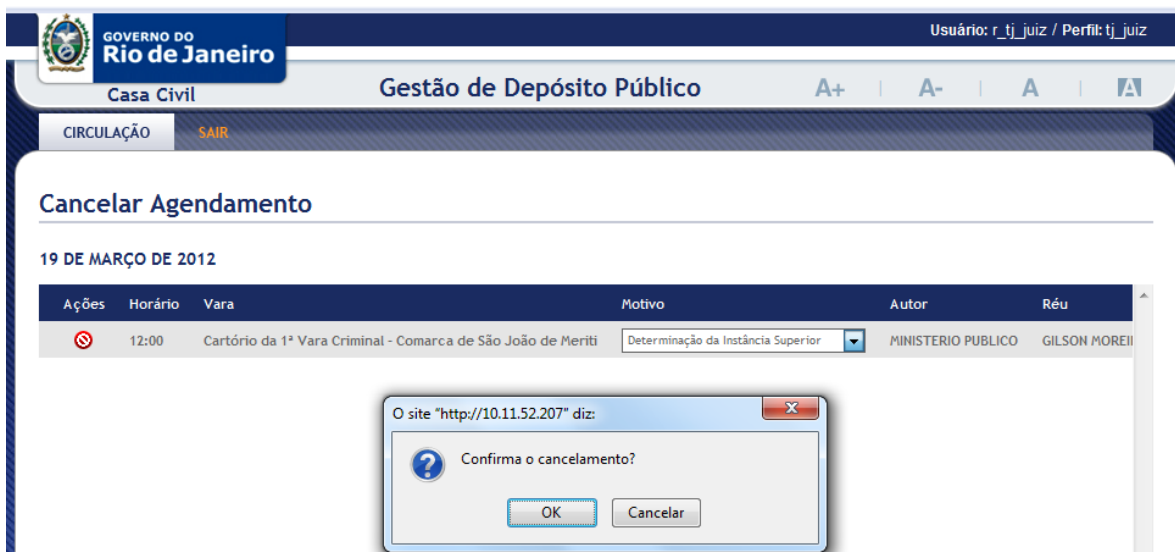 Usuário: r_tj_juiz / Perfil: tj_juiz
GOVERNO DO
Rio de Janeiro
Casa Civil
Gestão de Depósito Público
A+ | A- | A | A
CIRCULAÇÃO SAIR
Cancelar Agendamento
19 DE MARÇO DE 2012
Ações Horário Vara Motivo Autor Réu
12:00 Cartório da 1ª Vara Criminal - Comarca de São João de Meriti Determinação da Instância Superior MINISTERIO PUBLICO GILSON
O site "http://10.11.52.207" diz:
Confirma o cancelamento?
OK Cancelar